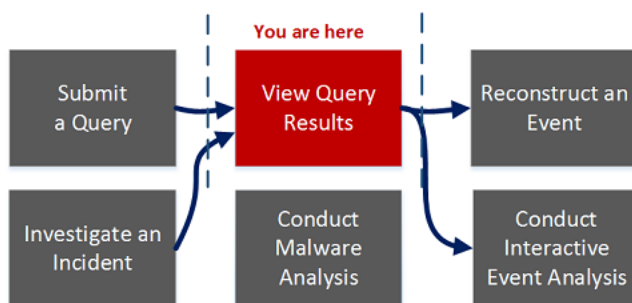 You are here
Submit
a Query
View Query
Results
Reconstruct an
Event
Investigate an
Incident
Conduct
Malware
Analysis
Conduct
Interactive
Event Analysis